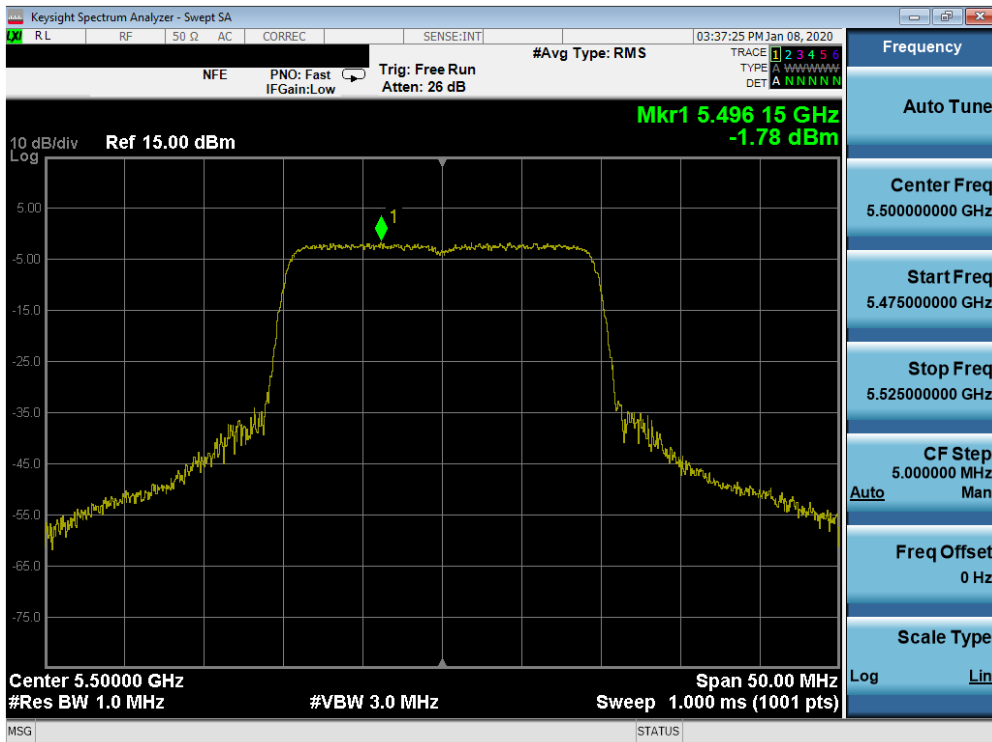 Keysight Spectrum Analyzer - Swept SA
LXI RL RF 50 Ω AC CORREC SENSE:INT 03:37:25 PM Jan 08, 2020
NFE PNO: Fast IFGain:Low Trig: Free Run Atten: 26 dB #Avg Type: RMS
TRACE 1 2 3 4 5 6
TYPE A WWWWW
DET A N N N N N
Mkr1 5.496 15 GHz
-1.78 dBm
10 dB/div Ref 15.00 dBm
Log
5.00
1
-5.00
-15.0
-25.0
-35.0
-45.0
-55.0
-65.0
-75.0
Center 5.50000 GHz Span 50.00 MHz
#Res BW 1.0 MHz #VBW 3.0 MHz Sweep 1.000 ms (1001 pts)
MSG STATUS
Frequency
Auto Tune
Center Freq
5.500000000 GHz
Start Freq
5.475000000 GHz
Stop Freq
5.525000000 GHz
CF Step
5.000000 MHz
Auto Man
Freq Offset
0 Hz
Scale Type
Log Lin